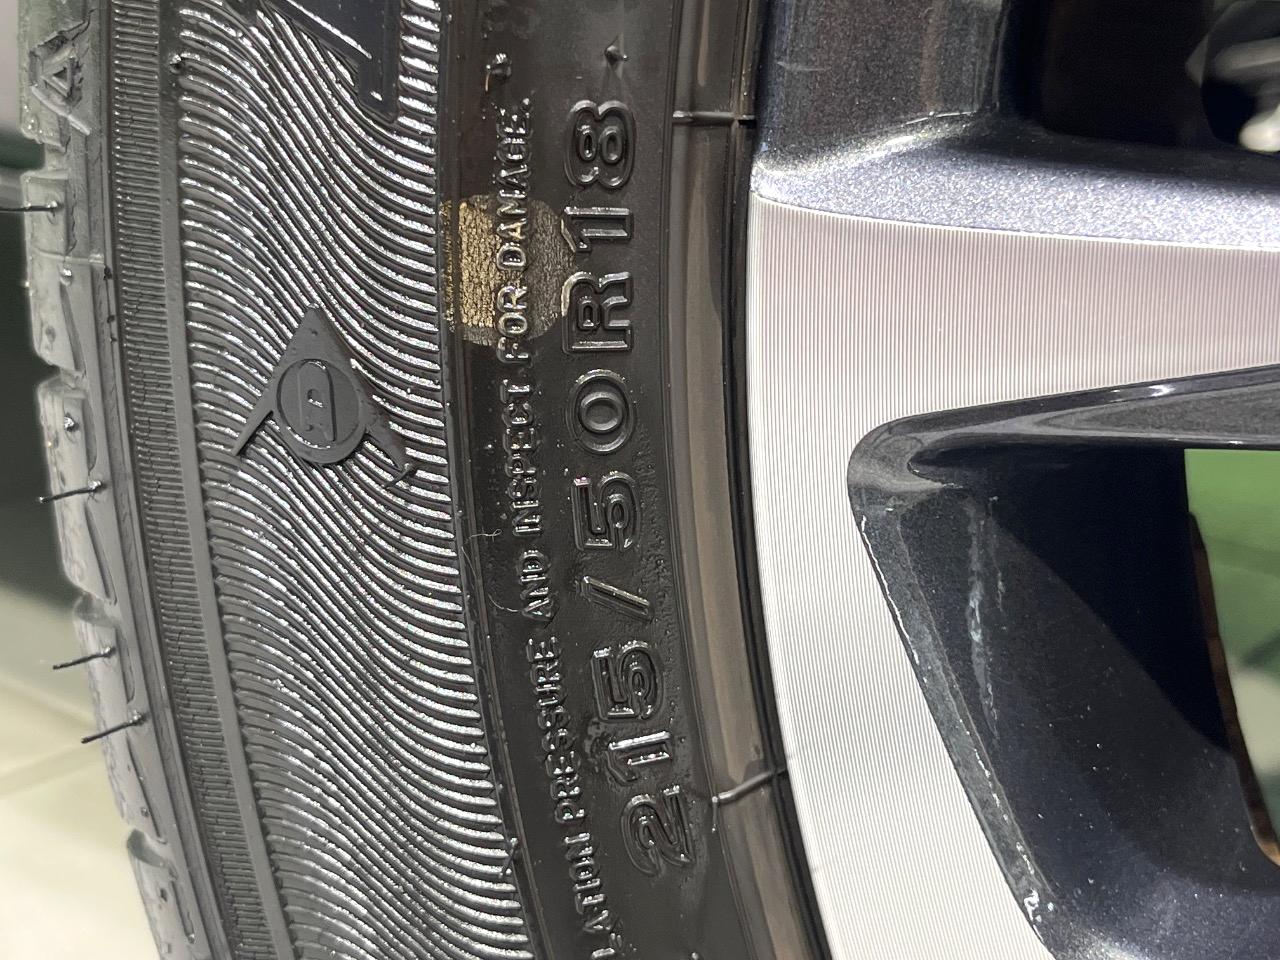 LATION PRESSURE AND INSPECT FOR DAMAGE.
215/50R18